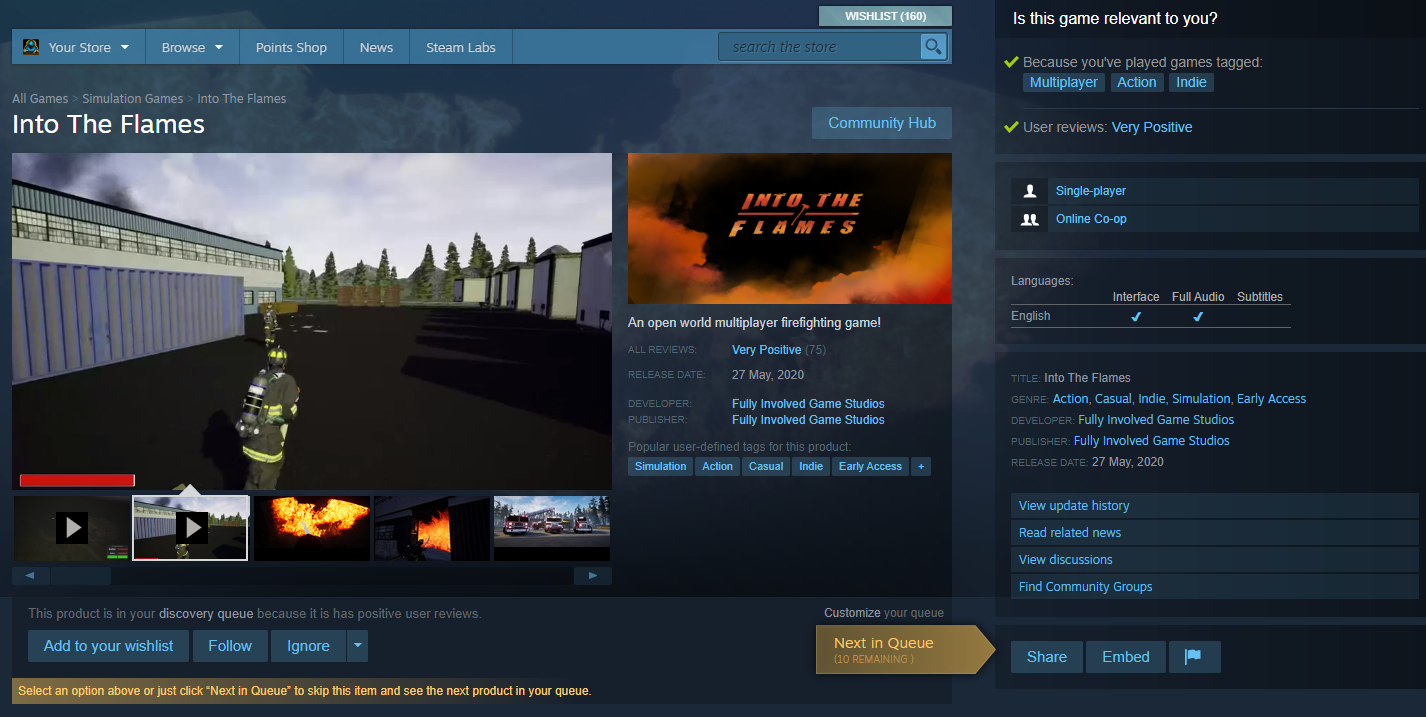 WISHLIST (160)
Your Store
Browse
Points Shop
News
Steam Labs
search the store
All Games > Simulation Games > Into The Flames
Into The Flames
Community Hub
INTO THE
FLAMES
An open world multiplayer firefighting game!
ALL REVIEWS: Very Positive (75)
RELEASE DATE: 27 May, 2020
DEVELOPER: Fully Involved Game Studios
PUBLISHER: Fully Involved Game Studios
Popular user-defined tags for this product:
Simulation Action Casual Indie Early Access +
This product is in your discovery queue because it is has positive user reviews.
Add to your wishlist
Follow
Ignore
Customize your queue
Next in Queue
(10 REMAINING )
Select an option above or just click “Next in Queue” to skip this item and see the next product in your queue.
Is this game relevant to you?
Because you've played games tagged:
Multiplayer Action Indie
User reviews: Very Positive
Single-player
Online Co-op
Languages:
Interface Full Audio Subtitles
English
TITLE: Into The Flames
GENRE: Action, Casual, Indie, Simulation, Early Access
DEVELOPER: Fully Involved Game Studios
PUBLISHER: Fully Involved Game Studios
RELEASE DATE: 27 May, 2020
View update history
Read related news
View discussions
Find Community Groups
Share
Embed